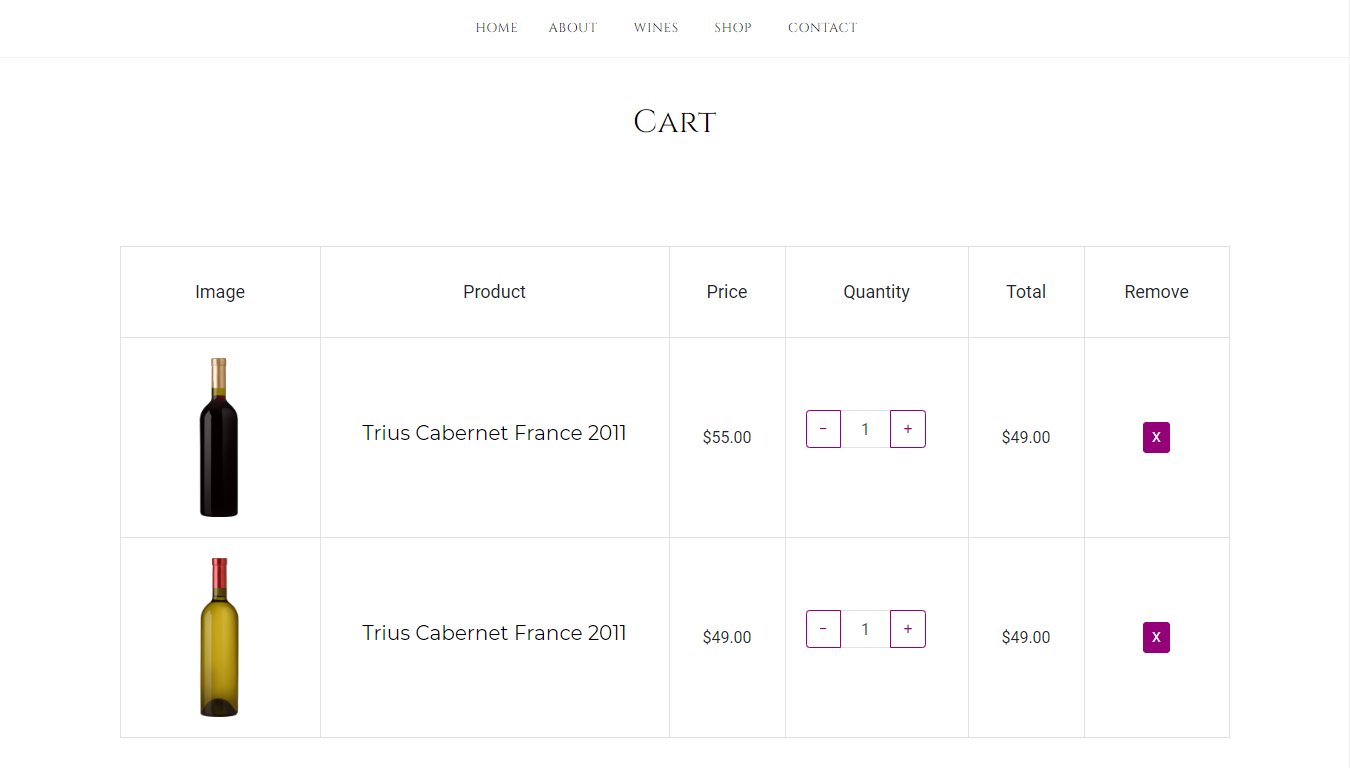 HOME ABOUT WINES SHOP CONTACT
Cart
Image Product Price Quantity Total Remove
Trius Cabernet France 2011 $55.00 − 1 + $49.00 X
Trius Cabernet France 2011 $49.00 − 1 + $49.00 X